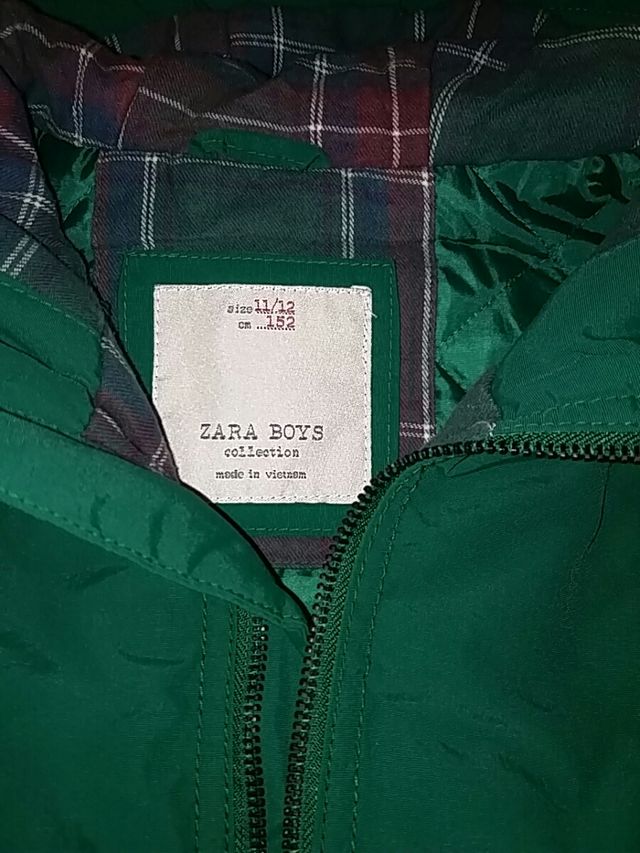 size 11/12
cm ...152
ZARA BOYS
collection
made in vietnam